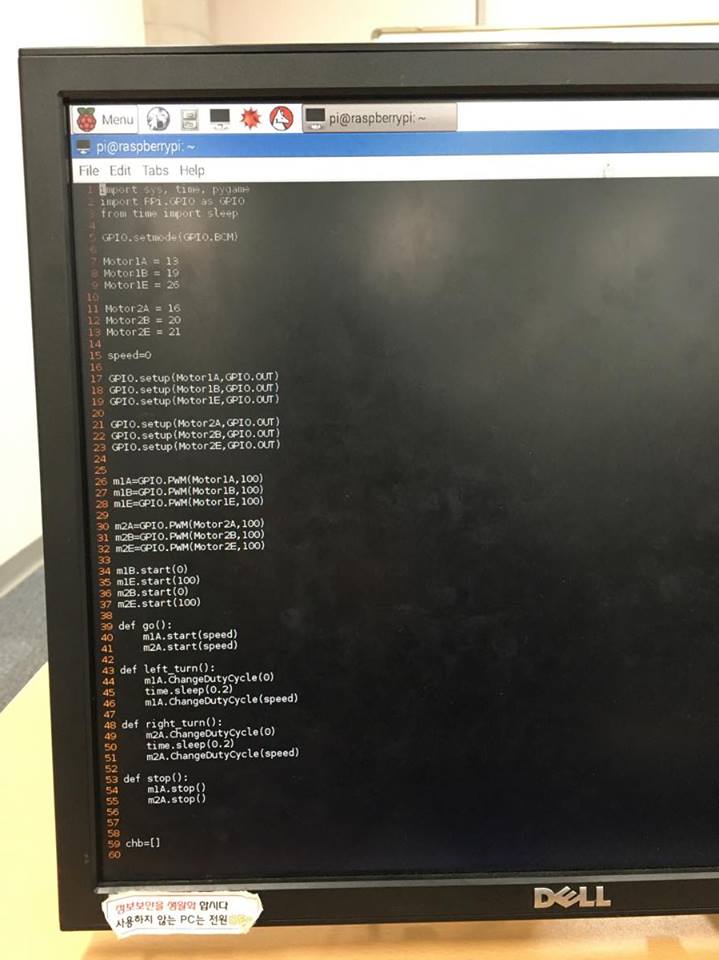 Menu
pi@raspberrypi: ~
pi@raspberrypi: ~
File Edit Tabs Help
1 import sys, time, pygame
2 import RPi.GPIO as GPIO
3 from time import sleep
4
5 GPIO.setmode(GPIO.BCM)
6
7 Motor1A = 13
8 Motor1B = 19
9 Motor1E = 26
10
11 Motor2A = 16
12 Motor2B = 20
13 Motor2E = 21
14
15 speed=0
16
17 GPIO.setup(Motor1A,GPIO.OUT)
18 GPIO.setup(Motor1B,GPIO.OUT)
19 GPIO.setup(Motor1E,GPIO.OUT)
20
21 GPIO.setup(Motor2A,GPIO.OUT)
22 GPIO.setup(Motor2B,GPIO.OUT)
23 GPIO.setup(Motor2E,GPIO.OUT)
24
25
26 m1A=GPIO.PWM(Motor1A,100)
27 m1B=GPIO.PWM(Motor1B,100)
28 m1E=GPIO.PWM(Motor1E,100)
29
30 m2A=GPIO.PWM(Motor2A,100)
31 m2B=GPIO.PWM(Motor2B,100)
32 m2E=GPIO.PWM(Motor2E,100)
33
34 m1B.start(0)
35 m1E.start(100)
36 m2B.start(0)
37 m2E.start(100)
38
39 def go():
40 m1A.start(speed)
41 m2A.start(speed)
42
43 def left_turn():
44 m1A.ChangeDutyCycle(0)
45 time.sleep(0.2)
46 m1A.ChangeDutyCycle(speed)
47
48 def right_turn():
49 m2A.ChangeDutyCycle(0)
50 time.sleep(0.2)
51 m2A.ChangeDutyCycle(speed)
52
53 def stop():
54 m1A.stop()
55 m2A.stop()
56
57
58
59 chb=[]
60
DELL
정보보안을 생활화 합시다
사용하지 않는 PC는 전원